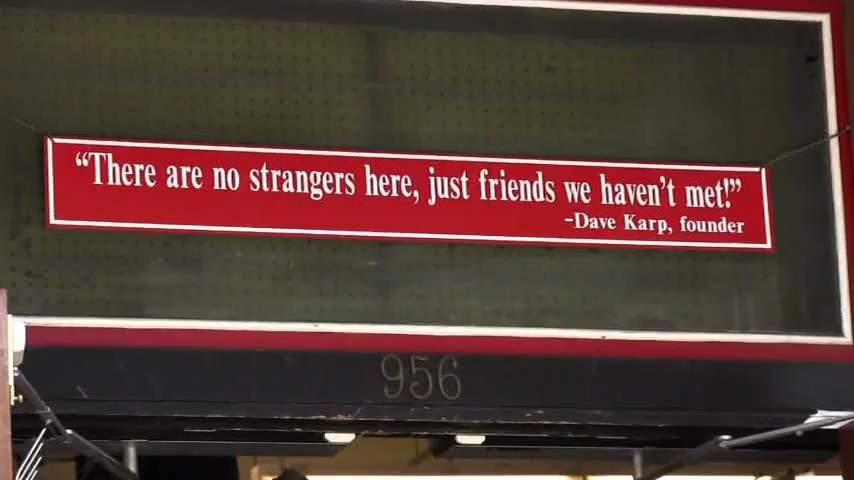 “There are no strangers here, just friends we haven’t met!”
-Dave Karp, founder
956